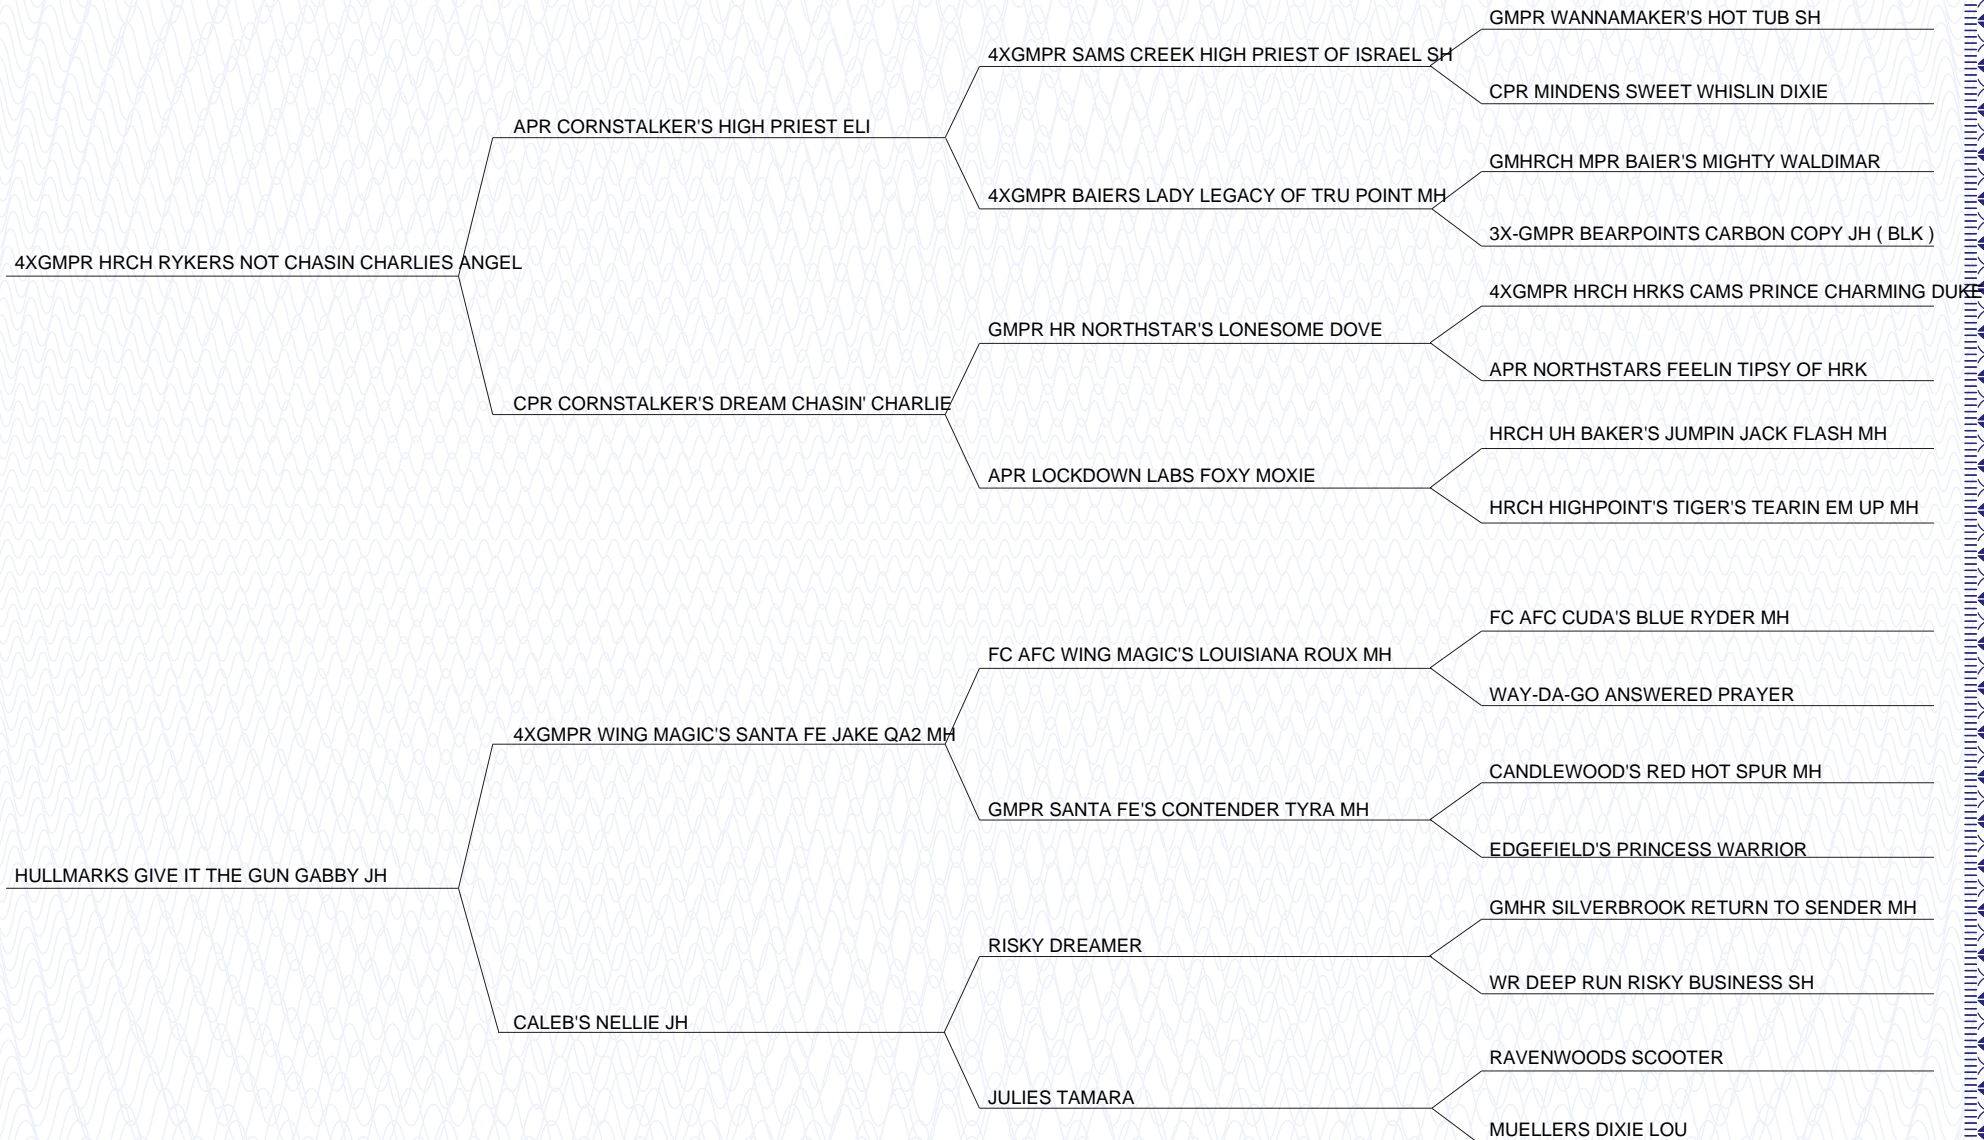 GMPR WANNAMAKER'S HOT TUB SH
4XGMPR SAMS CREEK HIGH PRIEST OF ISRAEL SH
CPR MINDENS SWEET WHISLIN DIXIE
APR CORNSTALKER'S HIGH PRIEST ELI
GMHRCH MPR BAIER'S MIGHTY WALDIMAR
4XGMPR BAIERS LADY LEGACY OF TRU POINT MH
3X-GMPR BEARPOINTS CARBON COPY JH ( BLK )
4XGMPR HRCH RYKERS NOT CHASIN CHARLIES ANGEL
4XGMPR HRCH HRKS CAMS PRINCE CHARMING DUKE
GMPR HR NORTHSTAR'S LONESOME DOVE
APR NORTHSTARS FEELIN TIPSY OF HRK
CPR CORNSTALKER'S DREAM CHASIN' CHARLIE
HRCH UH BAKER'S JUMPIN JACK FLASH MH
APR LOCKDOWN LABS FOXY MOXIE
HRCH HIGHPOINT'S TIGER'S TEARIN EM UP MH
FC AFC CUDA'S BLUE RYDER MH
FC AFC WING MAGIC'S LOUISIANA ROUX MH
WAY-DA-GO ANSWERED PRAYER
4XGMPR WING MAGIC'S SANTA FE JAKE QA2 MH
CANDLEWOOD'S RED HOT SPUR MH
GMPR SANTA FE'S CONTENDER TYRA MH
EDGEFIELD'S PRINCESS WARRIOR
HULLMARKS GIVE IT THE GUN GABBY JH
GMHR SILVERBROOK RETURN TO SENDER MH
RISKY DREAMER
WR DEEP RUN RISKY BUSINESS SH
CALEB'S NELLIE JH
RAVENWOODS SCOOTER
JULIES TAMARA
MUELLERS DIXIE LOU